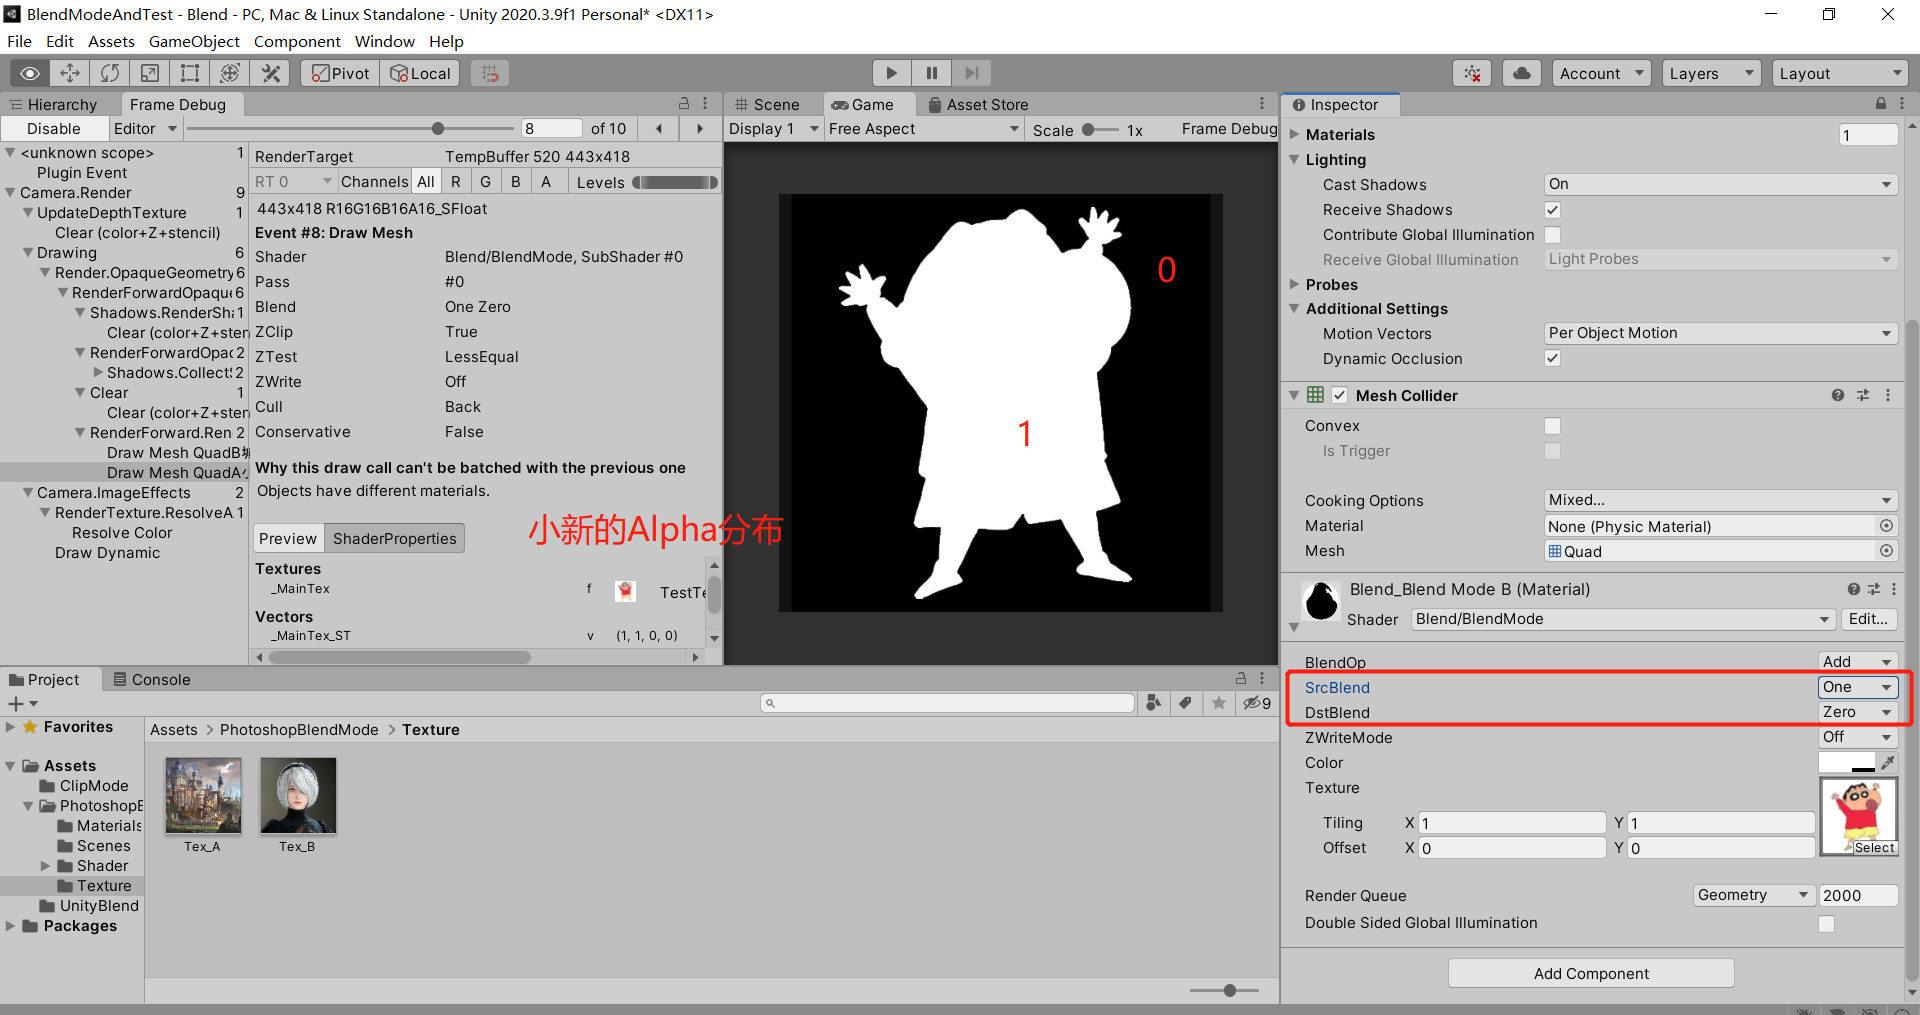 BlendModeAndTest - Blend - PC, Mac & Linux Standalone - Unity 2020.3.9f1 Personal* <DX11>
File Edit Assets GameObject Component Window Help
Pivot Local Account Layers Layout
Hierarchy Frame Debug
Disable Editor 8 of 10
<unknown scope> 1
Plugin Event
Camera.Render 9
UpdateDepthTexture 1
Clear (color+Z+stencil)
Drawing 6
Render.OpaqueGeometry 6
RenderForwardOpaque 6
Shadows.RenderSha 1
Clear (color+Z+sten
RenderForwardOpac 2
Shadows.CollectS 2
Clear 1
Clear (color+Z+sten
RenderForward.Ren 2
Draw Mesh QuadB
Draw Mesh QuadA
Camera.ImageEffects 2
RenderTexture.ResolveA 1
Resolve Color
Draw Dynamic
RenderTarget TempBuffer 520 443x418
RT 0 Channels All R G B A Levels
443x418 R16G16B16A16_SFloat
Event #8: Draw Mesh
Shader Blend/BlendMode, SubShader #0
Pass #0
Blend One Zero
ZClip True
ZTest LessEqual
ZWrite Off
Cull Back
Conservative False
Why this draw call can't be batched with the previous one
Objects have different materials.
Preview ShaderProperties
Textures
_MainTex f TestTe
Vectors
_MainTex_ST v (1, 1, 0, 0)
小新的Alpha分布
Scene Game Asset Store
Display 1 Free Aspect Scale 1x Frame Debug
0
1
Inspector
Materials 1
Lighting
Cast Shadows On
Receive Shadows
Contribute Global Illumination
Receive Global Illumination Light Probes
Probes
Additional Settings
Motion Vectors Per Object Motion
Dynamic Occlusion
Mesh Collider
Convex
Is Trigger
Cooking Options Mixed...
Material None (Physic Material)
Mesh Quad
Blend_Blend Mode B (Material)
Shader Blend/BlendMode Edit...
BlendOp Add
SrcBlend One
DstBlend Zero
ZWriteMode Off
Color
Texture
Tiling X 1 Y 1
Offset X 0 Y 0
Select
Render Queue Geometry 2000
Double Sided Global Illumination
Add Component
Project Console
9
Favorites
Assets
ClipMode
PhotoshopB
Materials
Scenes
Shader
Texture
UnityBlend
Packages
Assets > PhotoshopBlendMode > Texture
Tex_A Tex_B